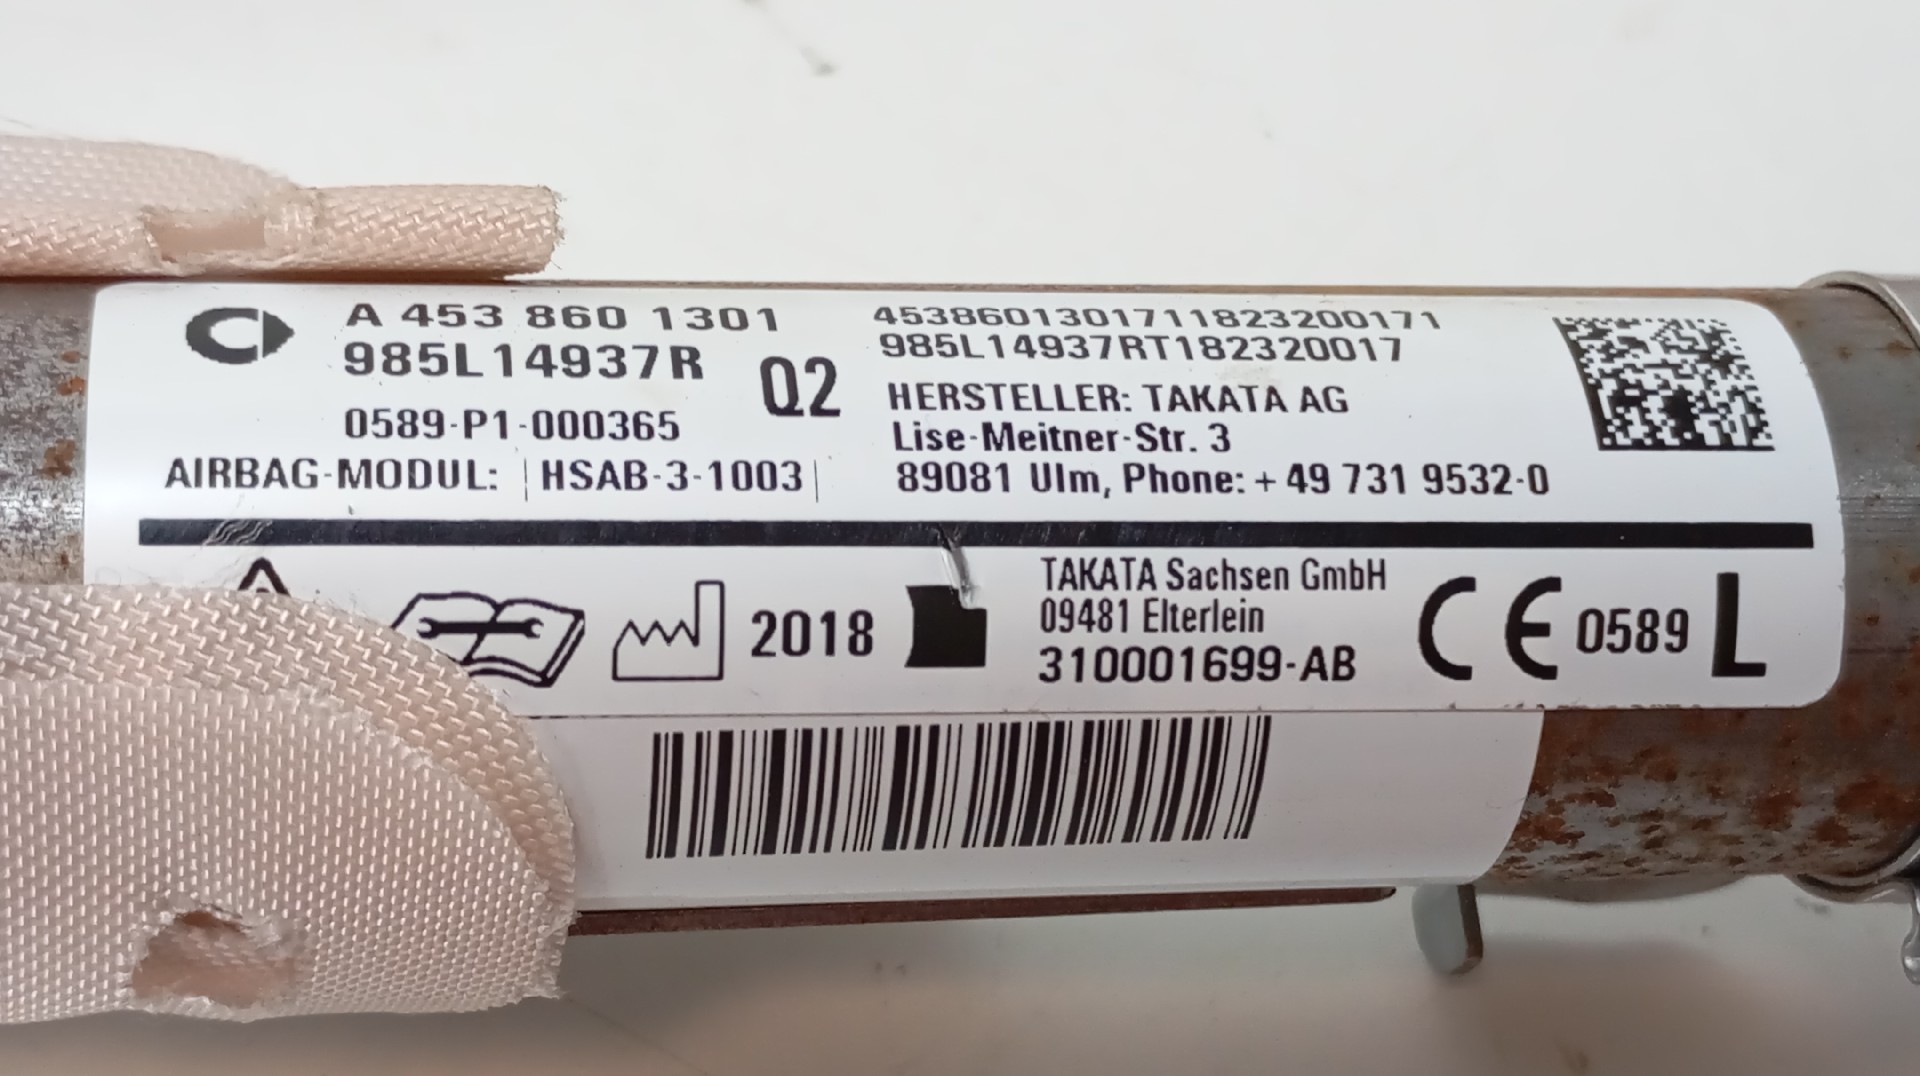 A 453 860 1301
985L14937R
Q2
0589-P1-000365
AIRBAG-MODUL: |HSAB-3-1003|
4538601301711823200171
985L14937RT182320017
HERSTELLER: TAKATA AG
Lise-Meitner-Str. 3
89081 Ulm, Phone: + 49 731 9532-0
2018
TAKATA Sachsen GmbH
09481 Elterlein
310001699-AB
CE 0589 L